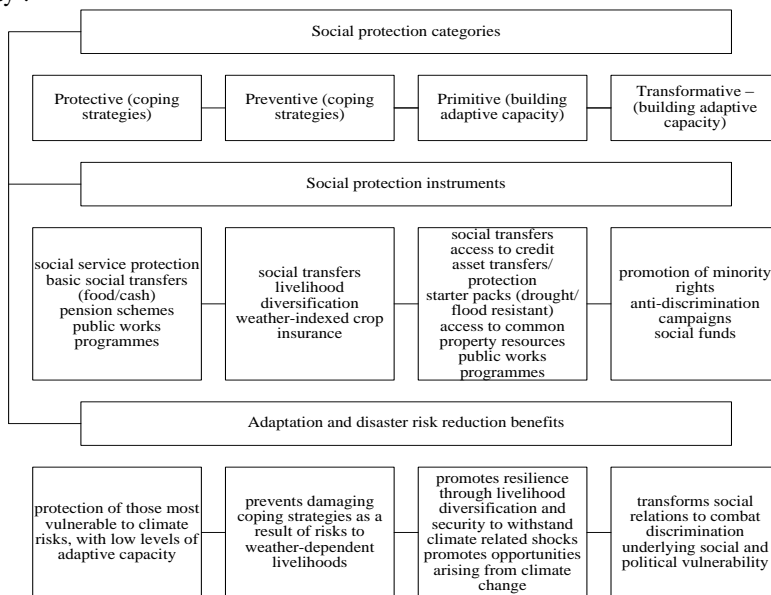 y .
Social protection categories
Protective (coping
strategies)
Preventive (coping
strategies)
Primitive (building
adaptive capacity)
Transformative –
(building adaptive
capacity)
Social protection instruments
social service protection
basic social transfers
(food/cash)
pension schemes
public works
programmes
social transfers
livelihood
diversification
weather-indexed crop
insurance
social transfers
access to credit
asset transfers/
protection
starter packs (drought/
flood resistant)
access to common
property resources
public works
programmes
promotion of minority
rights
anti-discrimination
campaigns
social funds
Adaptation and disaster risk reduction benefits
protection of those most
vulnerable to climate
risks, with low levels of
adaptive capacity
prevents damaging
coping strategies as a
result of risks to
weather-dependent
livelihoods
promotes resilience
through livelihood
diversification and
security to withstand
climate related shocks
promotes opportunities
arising from climate
change
transforms social
relations to combat
discrimination
underlying social and
political vulnerability